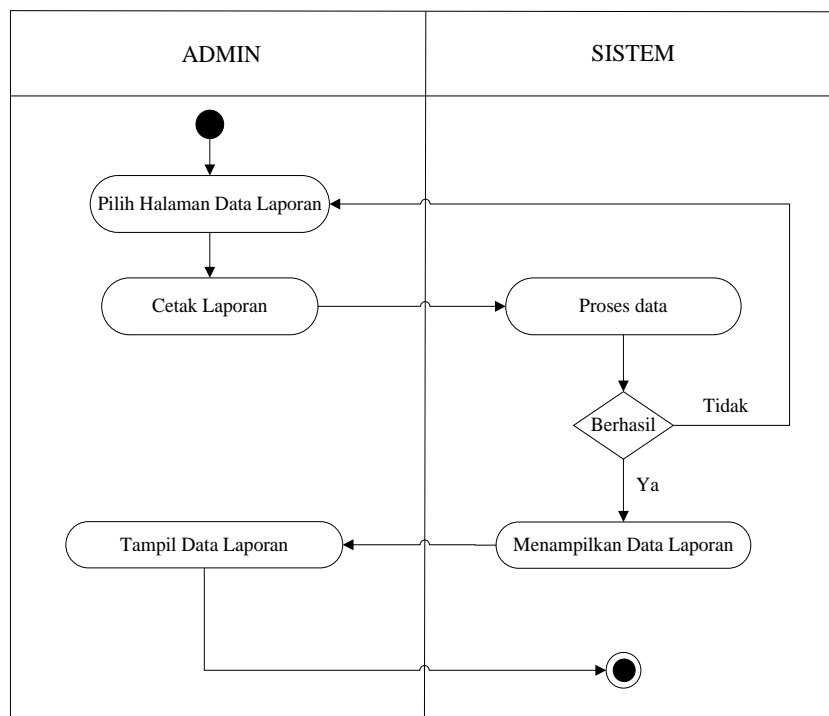 ADMIN
SISTEM
Pilih Halaman Data Laporan
Cetak Laporan
Proses data
Berhasil
Tidak
Ya
Tampil Data Laporan
Menampilkan Data Laporan